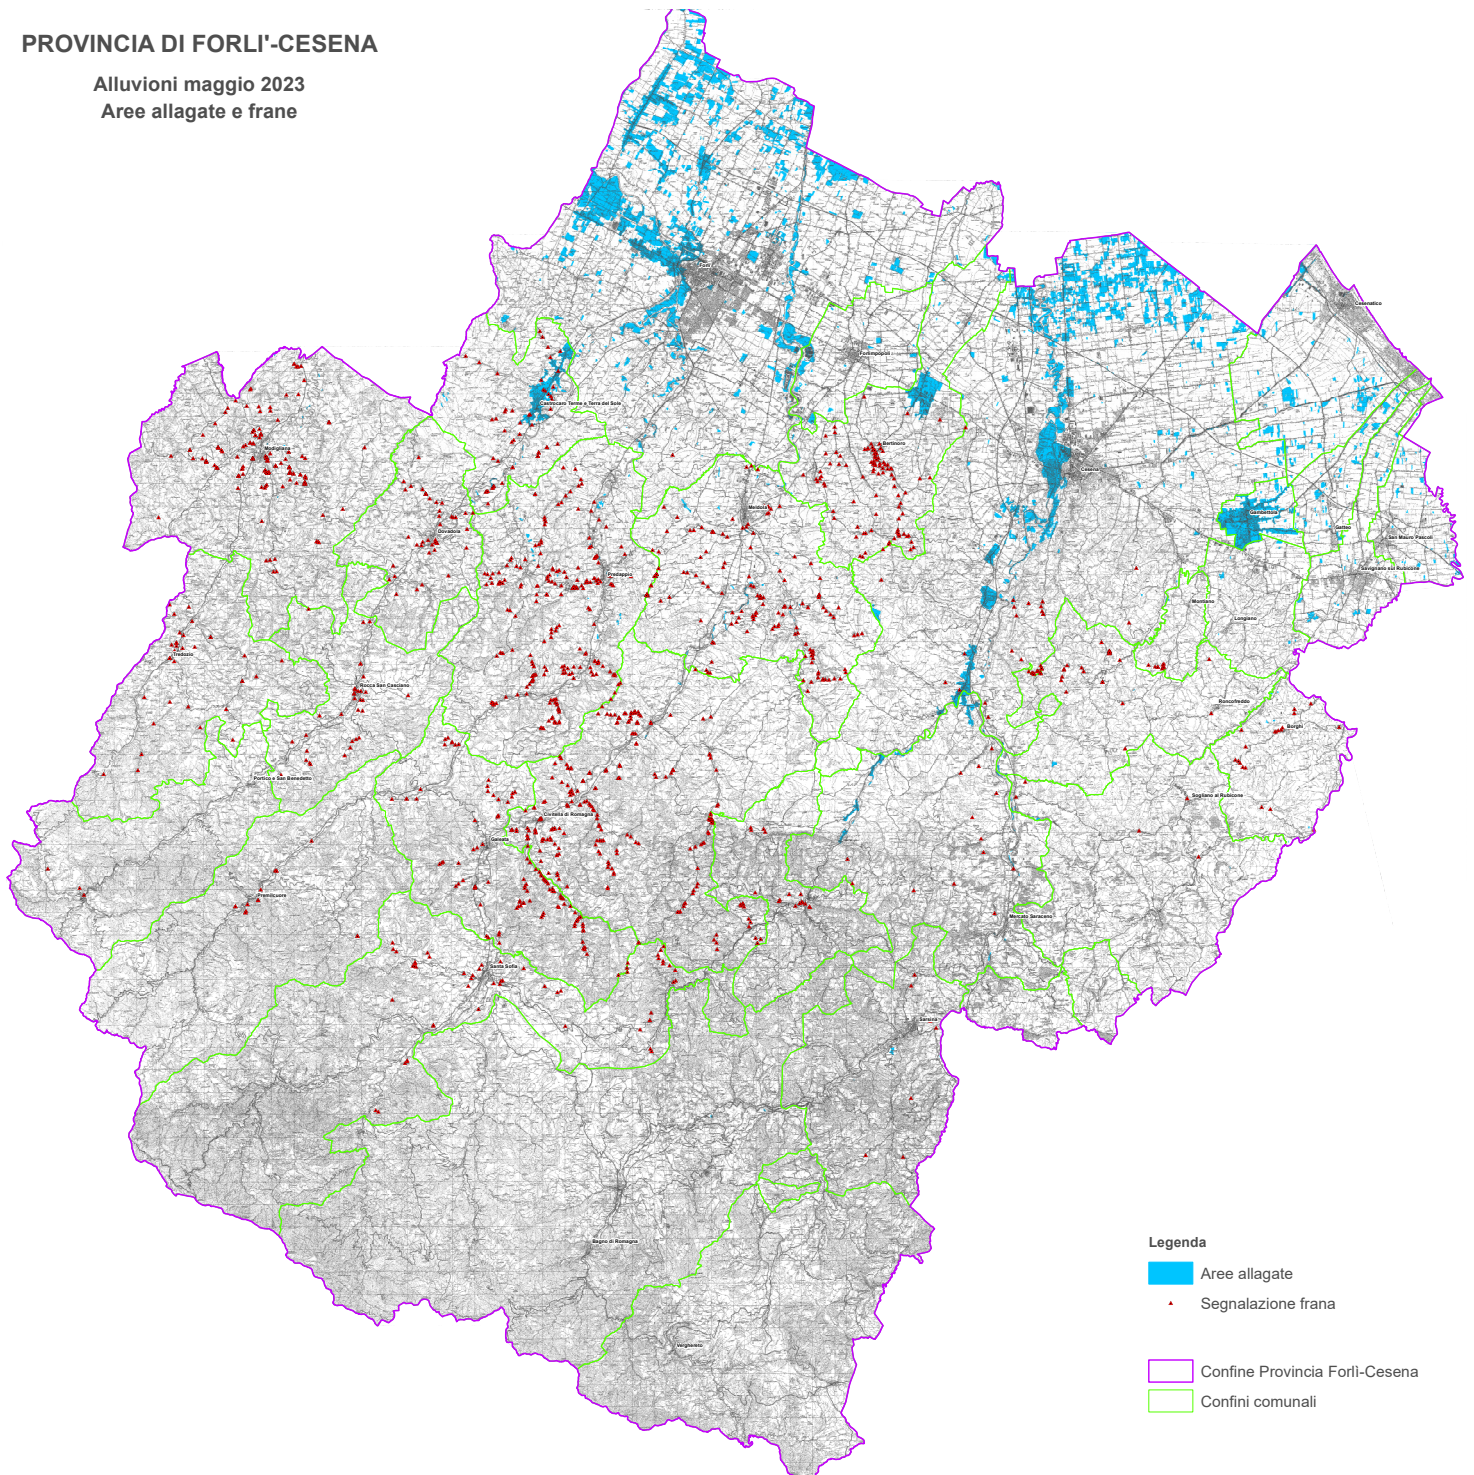 PROVINCIA DI FORLI'-CESENA
Alluvioni maggio 2023
Aree allagate e frane
Forlì
Cesenatico
Forlimpopoli
Castrocaro Terme e Terra del Sole
Bertinoro
Modigliana
Cesena
Meldola
Gambettola
Dovadola
Gatteo
San Mauro Pascoli
Savignano sul Rubicone
Predappio
Montiano
Longiano
Tredozio
Rocca San Casciano
Roncofreddo
Borghi
Portico e San Benedetto
Sogliano al Rubicone
Civitella di Romagna
Galeata
Premilcuore
Mercato Saraceno
Santa Sofia
Sarsina
Bagno di Romagna
Verghereto
Legenda
Aree allagate
Segnalazione frana
Confine Provincia Forlì-Cesena
Confini comunali